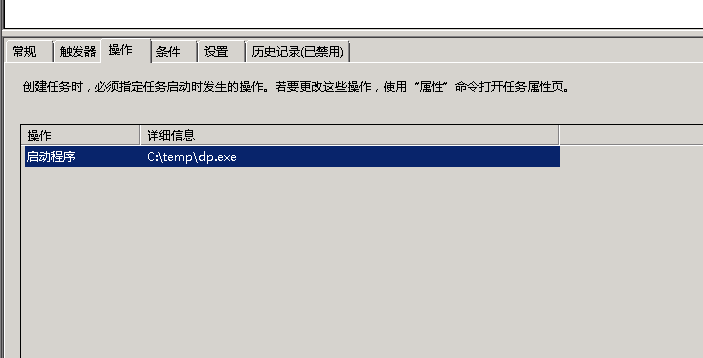 常规 触发器 操作 条件 设置 历史记录(已禁用)
创建任务时，必须指定任务启动时发生的操作。若要更改这些操作，使用“属性”命令打开任务属性页。
操作 详细信息
启动程序 C:\temp\dp.exe